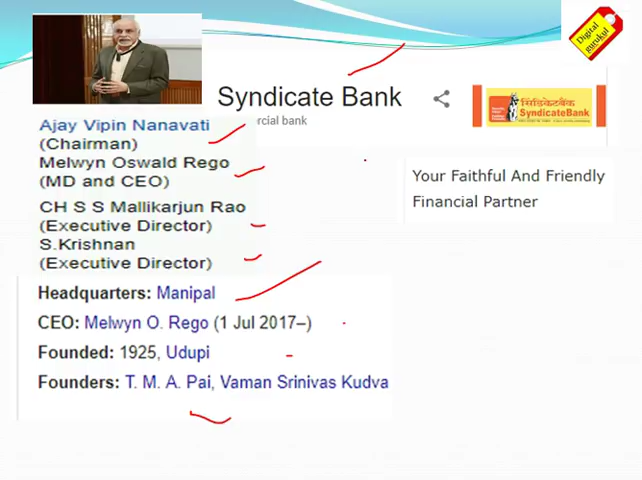 Digital
gurukul
Syndicate Bank
rcial bank
सिंडिकेटबैंक
SyndicateBank
Ajay Vipin Nanavati
(Chairman)
Melwyn Oswald Rego
(MD and CEO)
CH S S Mallikarjun Rao
(Executive Director)
S.Krishnan
(Executive Director)
Your Faithful And Friendly
Financial Partner
Headquarters: Manipal
CEO: Melwyn O. Rego (1 Jul 2017–)
Founded: 1925, Udupi
Founders: T. M. A. Pai, Vaman Srinivas Kudva